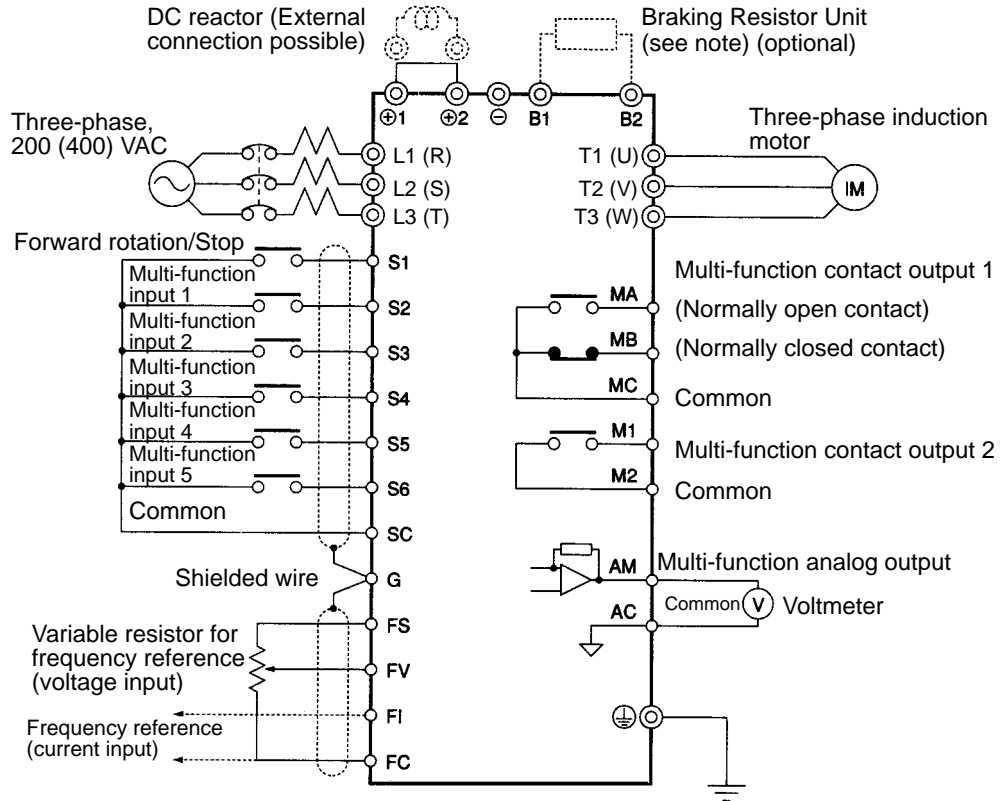 DC reactor (External
connection possible)
Braking Resistor Unit
(see note) (optional)
⊕1
⊕2
⊖
B1
B2
Three-phase,
200 (400) VAC
Three-phase induction
motor
L1 (R)
L2 (S)
L3 (T)
T1 (U)
T2 (V)
T3 (W)
IM
Forward rotation/Stop
S1
Multi-function
input 1
S2
Multi-function
input 2
S3
Multi-function
input 3
S4
Multi-function
input 4
S5
Multi-function
input 5
S6
Common
SC
Multi-function contact output 1
MA
(Normally open contact)
MB
(Normally closed contact)
MC
Common
M1
Multi-function contact output 2
M2
Common
Shielded wire
G
AM
Multi-function analog output
Common
V
Voltmeter
AC
Variable resistor for
frequency reference
(voltage input)
FS
FV
FI
Frequency reference
(current input)
FC